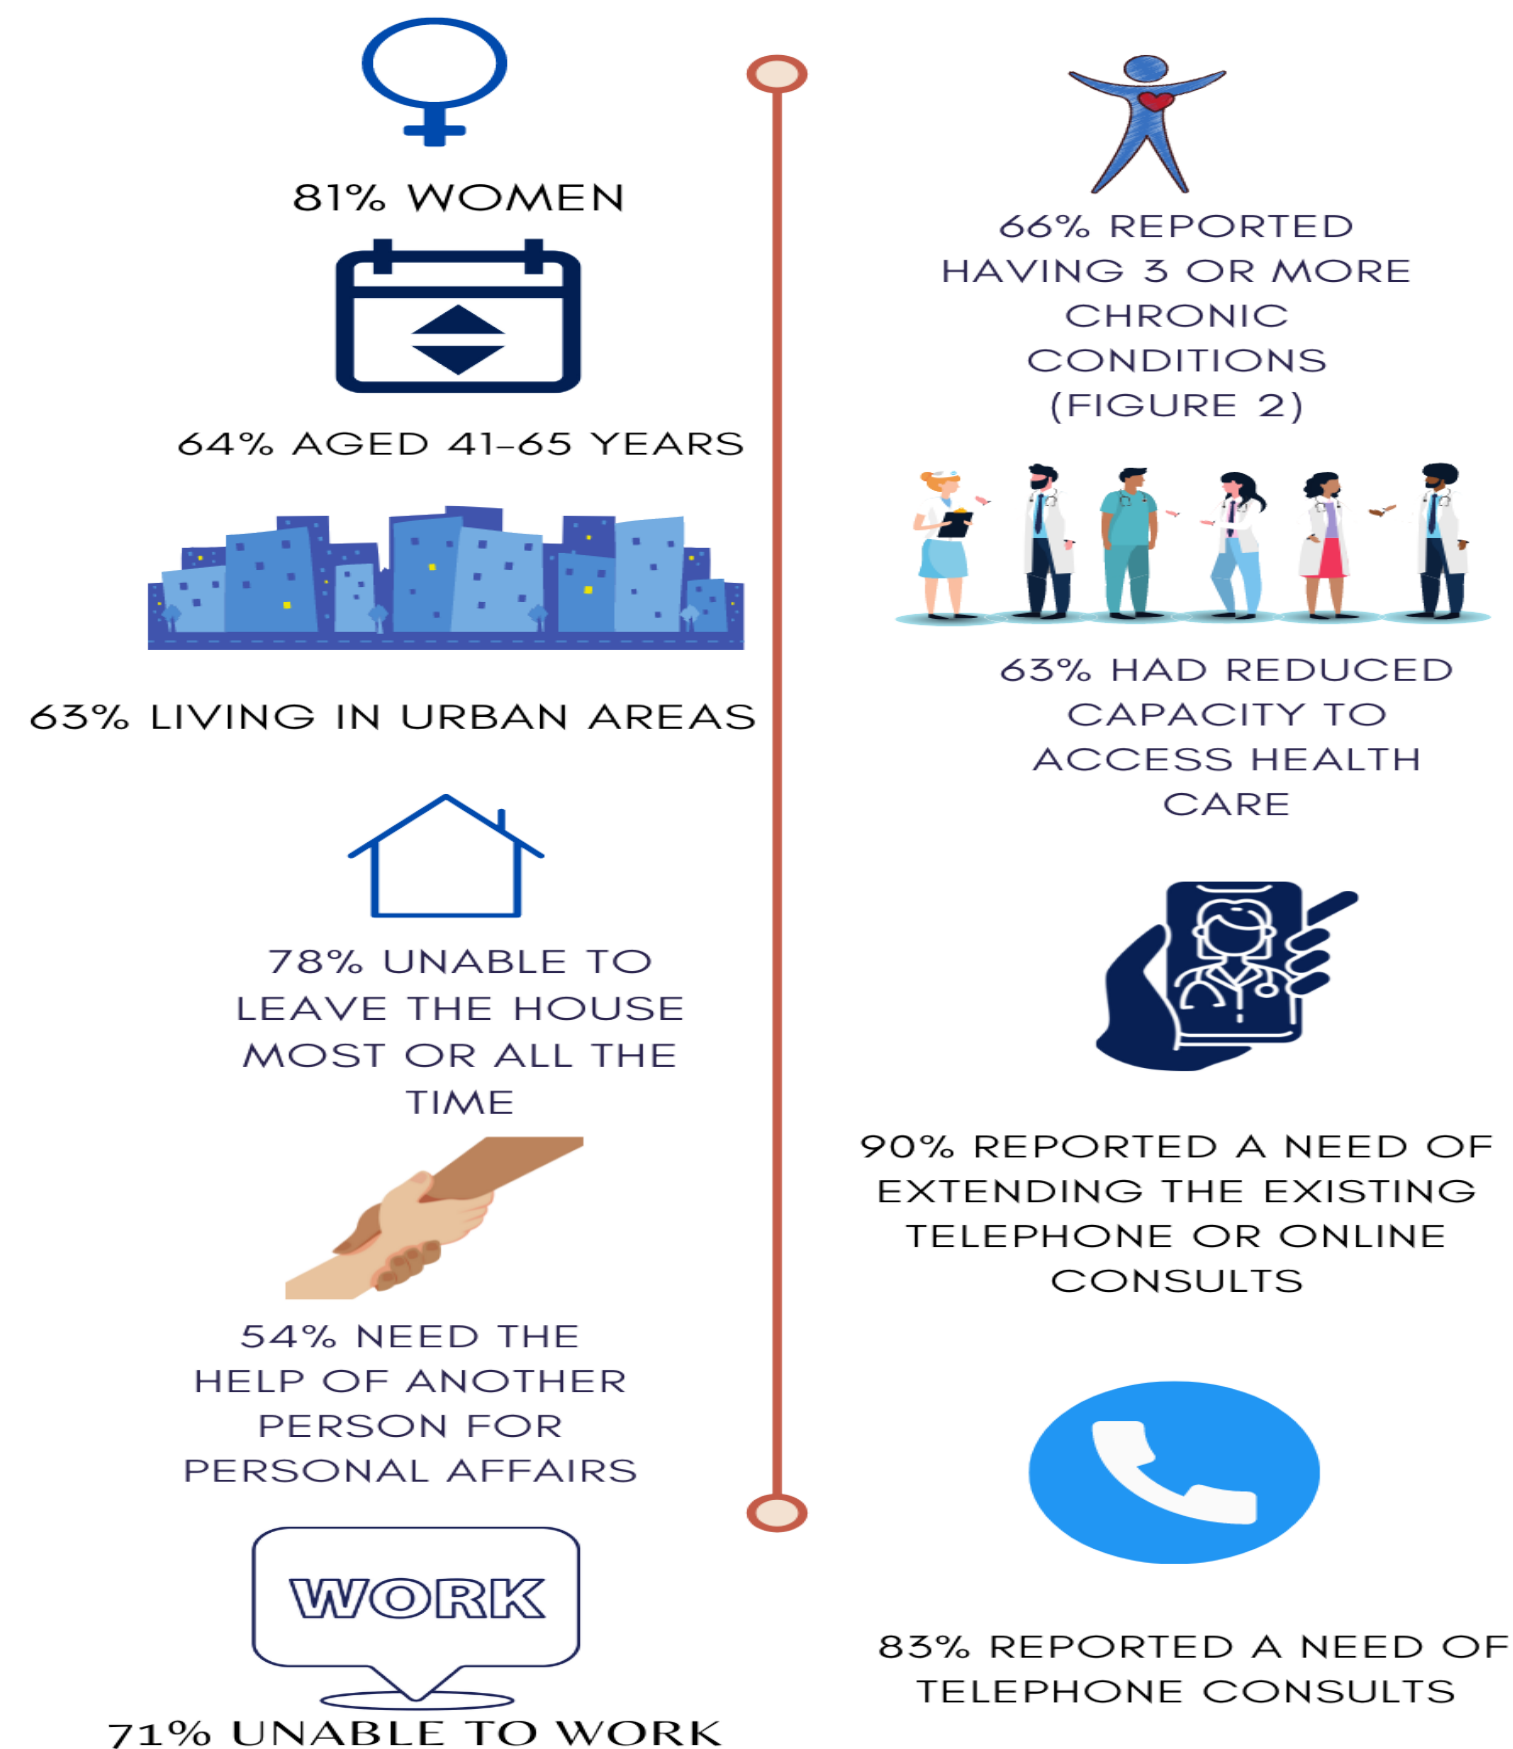 81% WOMEN
64% AGED 41-65 YEARS
63% LIVING IN URBAN AREAS
78% UNABLE TO
LEAVE THE HOUSE
MOST OR ALL THE
TIME
54% NEED THE
HELP OF ANOTHER
PERSON FOR
PERSONAL AFFAIRS
WORK
71% UNABLE TO WORK
66% REPORTED
HAVING 3 OR MORE
CHRONIC
CONDITIONS
(FIGURE 2)
63% HAD REDUCED
CAPACITY TO
ACCESS HEALTH
CARE
90% REPORTED A NEED OF
EXTENDING THE EXISTING
TELEPHONE OR ONLINE
CONSULTS
83% REPORTED A NEED OF
TELEPHONE CONSULTS